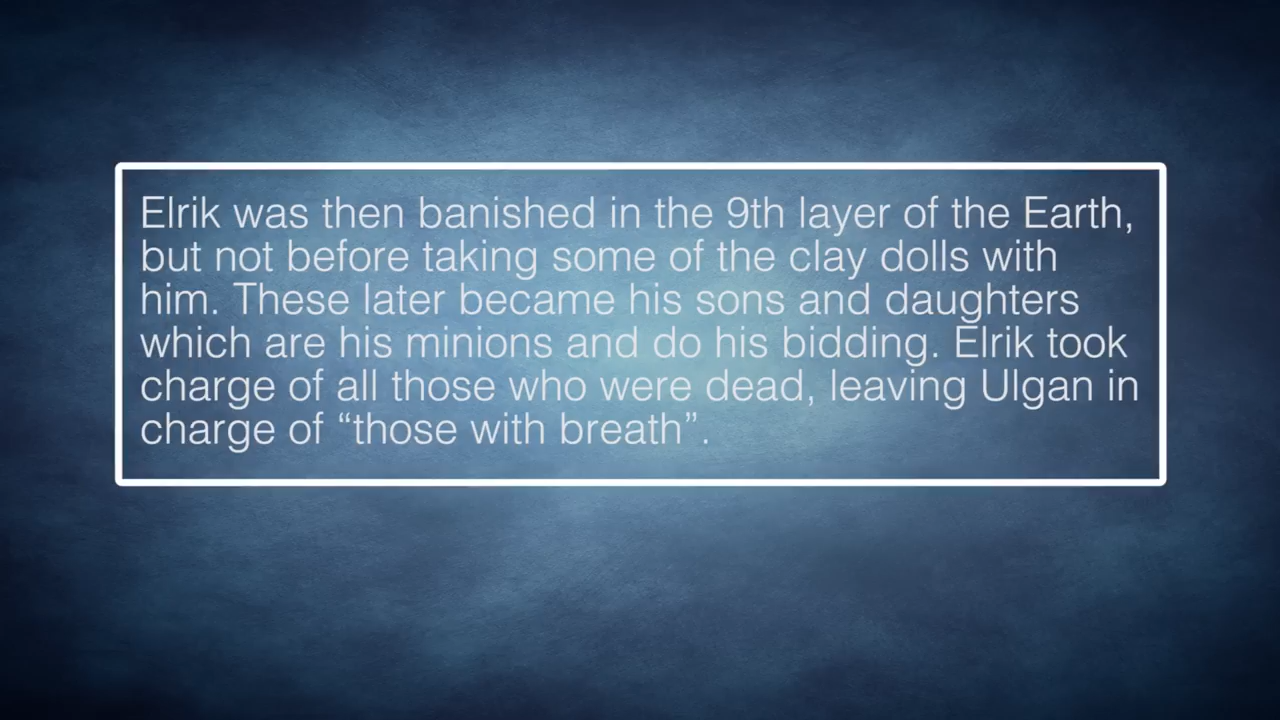 Elrik was then banished in the 9th layer of the Earth,
but not before taking some of the clay dolls with
him. These later became his sons and daughters
which are his minions and do his bidding. Elrik took
charge of all those who were dead, leaving Ulgan in
charge of “those with breath”.